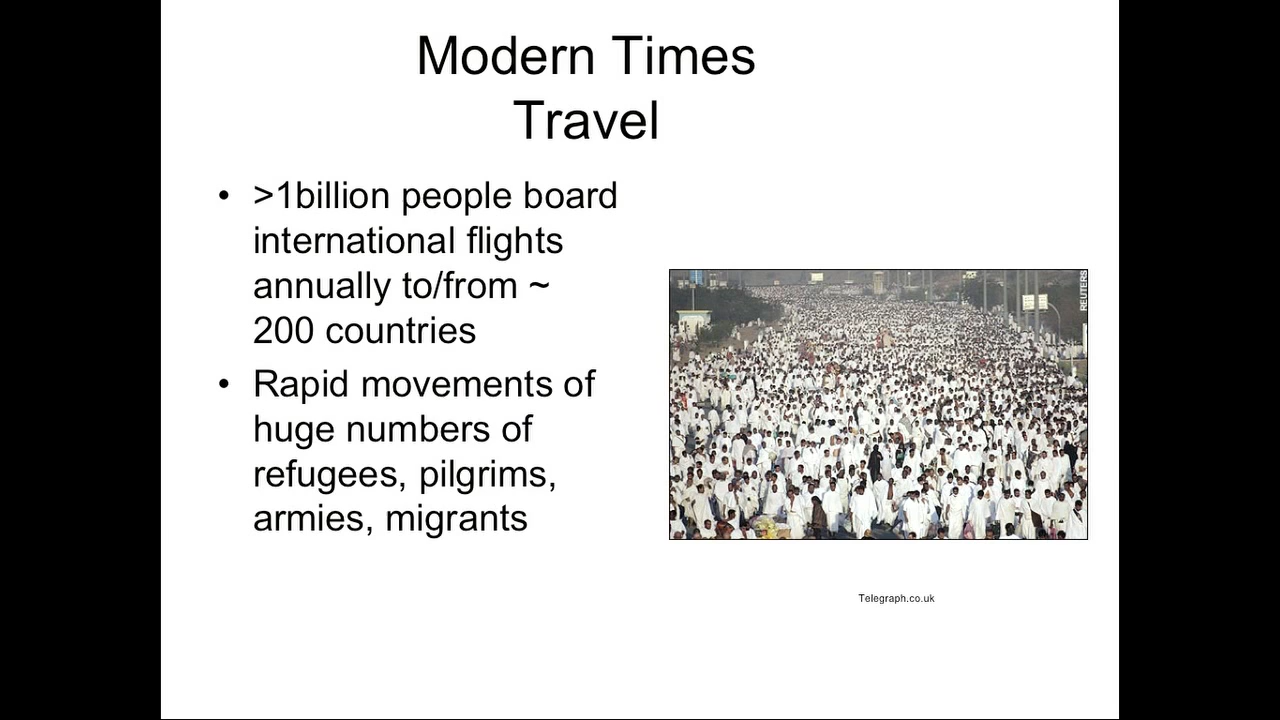 Modern Times
Travel
• >1billion people board
international flights
annually to/from ~
200 countries
• Rapid movements of
huge numbers of
refugees, pilgrims,
armies, migrants
REUTERS
Telegraph.co.uk